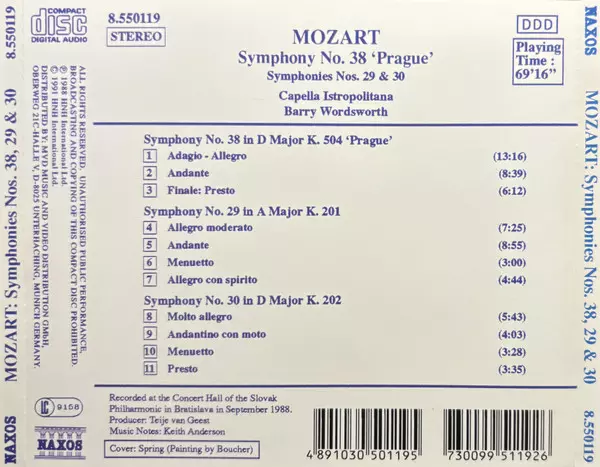 8.550119
MOZART: Symphonies Nos. 38, 29 & 30
NAXOS
COMPACT
disc
DIGITAL AUDIO
8.550119
STEREO
MOZART
Symphony No. 38 ‘Prague’
Symphonies Nos. 29 & 30
Capella Istropolitana
Barry Wordsworth
DDD
Playing
Time :
69'16"
Symphony No. 38 in D Major K. 504 ‘Prague’
1 Adagio - Allegro (13:16)
2 Andante (8:39)
3 Finale: Presto (6:12)
Symphony No. 29 in A Major K. 201
4 Allegro moderato (7:25)
5 Andante (8:55)
6 Menuetto (3:00)
7 Allegro con spirito (4:44)
Symphony No. 30 in D Major K. 202
8 Molto allegro (5:43)
9 Andantino con moto (4:03)
10 Menuetto (3:28)
11 Presto (3:35)
ALL RIGHTS RESERVED. UNAUTHORISED PUBLIC PERFORMANCE,
BROADCASTING AND COPYING OF THIS COMPACT DISC PROHIBITED.
℗ 1988 HNH International Ltd.
© 1991 HNH International Ltd.
DISTRIBUTED BY: MVD MUSIC AND VIDEO DISTRIBUTION GMBH,
OBERWEG 21C-HALLE V, D-8025 UNTERHACHING, MUNICH GERMANY.
LC 9158
NAXOS
Recorded at the Concert Hall of the Slovak
Philharmonic in Bratislava in September 1988.
Producer: Teije van Geest
Music Notes: Keith Anderson
Cover: Spring (Painting by Boucher)
4 891030 501195
730099 511926
NAXOS
MOZART: Symphonies Nos. 38, 29 & 30
8.550119